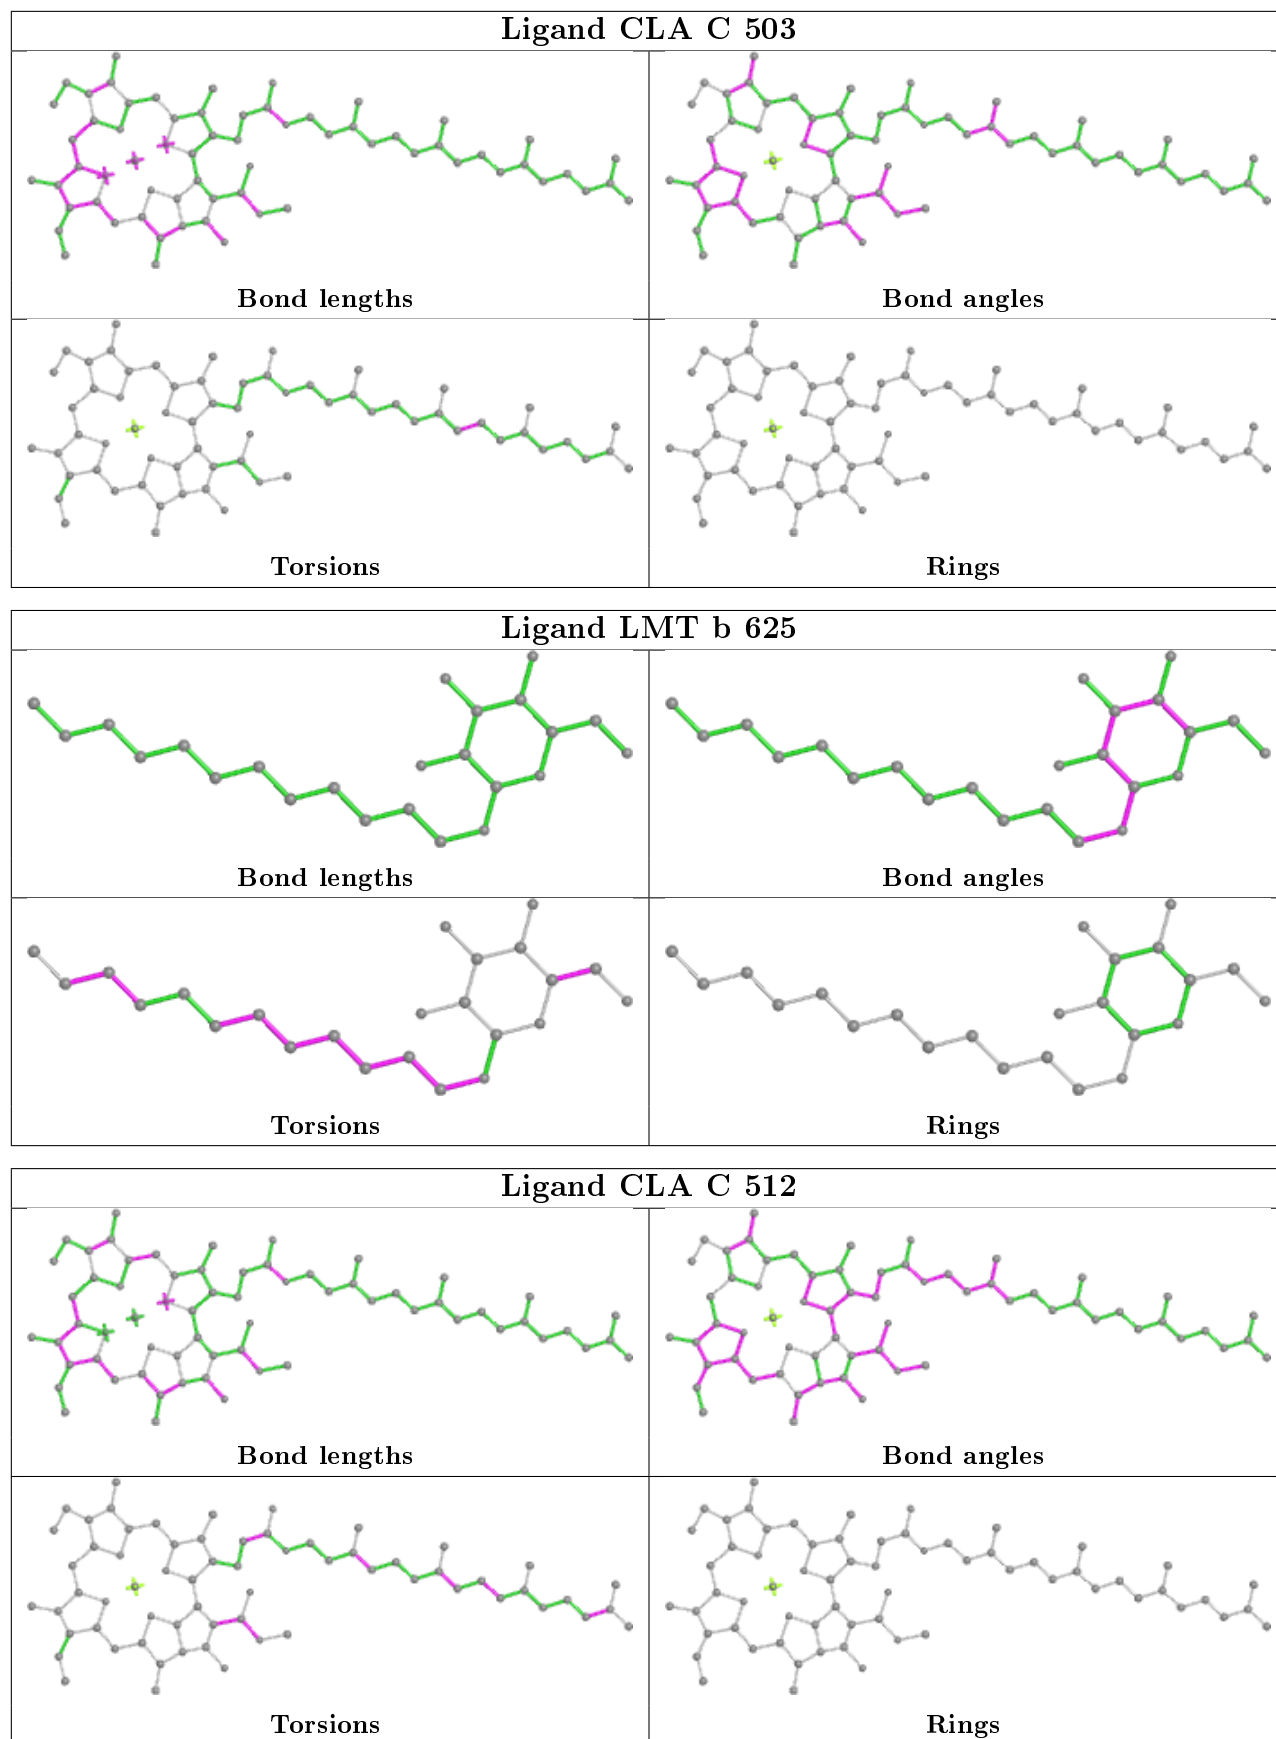 Ligand CLA C 503
Bond lengths
Bond angles
Torsions
Rings
Ligand LMT b 625
Bond lengths
Bond angles
Torsions
Rings
Ligand CLA C 512
Bond lengths
Bond angles
Torsions
Rings